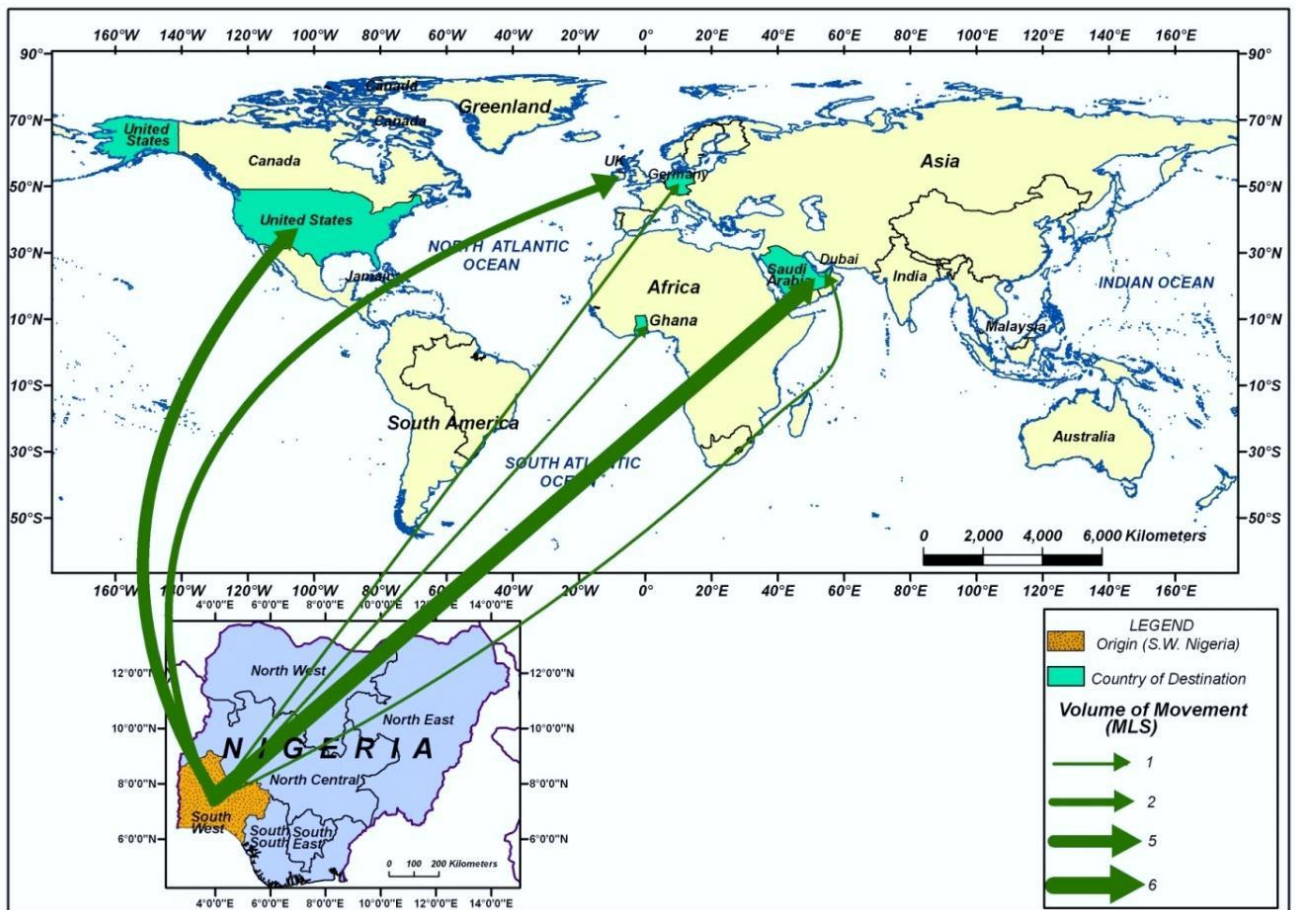 160°W 140°W 120°W 100°W 80°W 60°W 40°W 20°W 0° 20°E 40°E 60°E 80°E 100°E 120°E 140°E 160°E
90° 90°
Canada
Greenland
70°N United States Canada 70°N
Canada UK Germany Asia
50°N 50°N
United States
NORTH ATLANTIC OCEAN
30°N Dubai 30°N
Jamaica Africa Saudi Arabia India INDIAN OCEAN
10°N Ghana Malaysia 10°N
10°S 10°S
South America Australia
30°S 30°S
SOUTH ATLANTIC OCEAN
50°S 50°S
0 2,000 4,000 6,000 Kilometers
160°W 140°W 120°W 100°W 80°W 60°W 40°W 20°W 0° 20°E 40°E 60°E 80°E 100°E 120°E 140°E 160°E
4°0'0"E 6°0'0"E 8°0'0"E 10°0'0"E 12°0'0"E 14°0'0"E
12°0'0"N North West 12°0'0"N
North East
10°0'0"N NIGERIA 10°0'0"N
8°0'0"N North Central 8°0'0"N
South West
6°0'0"N South South South East 6°0'0"N
0 100 200 Kilometers
4°0'0"E 6°0'0"E 8°0'0"E 10°0'0"E 12°0'0"E 14°0'0"E
LEGEND
Origin (S.W. Nigeria)
Country of Destination
Volume of Movement
(MLS)
1
2
5
6